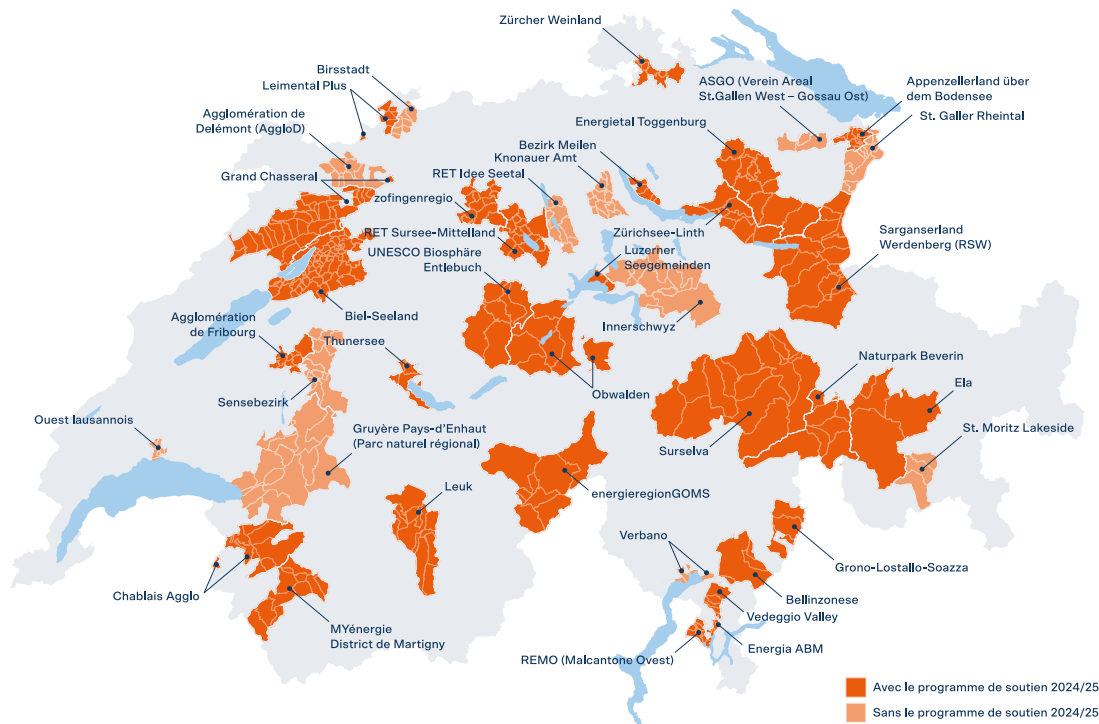 Zürcher Weinland
Birsstadt
Leimental Plus
ASGO (Verein Areal
St.Gallen West – Gossau Ost)
Appenzellerland über
dem Bodensee
St. Galler Rheintal
Agglomération de
Delémont (AggloD)
Energietal Toggenburg
Bezirk Meilen
Knonauer Amt
RET Idee Seetal
Grand Chasseral
zofingenregio
RET Sursee-Mittelland
UNESCO Biosphäre
Entlebuch
Zürichsee-Linth
Luzerner
Seegemeinden
Sarganserland
Werdenberg (RSW)
Biel-Seeland
Innerschwyz
Agglomération
de Fribourg
Thunersee
Naturpark Beverin
Obwalden
Ela
Sensebezirk
Ouest lausannois
Gruyère Pays-d'Enhaut
(Parc naturel régional)
St. Moritz Lakeside
Surselva
Leuk
energieregionGOMS
Verbano
Grono-Lostallo-Soazza
Chablais Agglo
Bellinzonese
Vedeggio Valley
MYénergie
District de Martigny
Energia ABM
REMO (Malcantone Ovest)
Avec le programme de soutien 2024/25
Sans le programme de soutien 2024/25